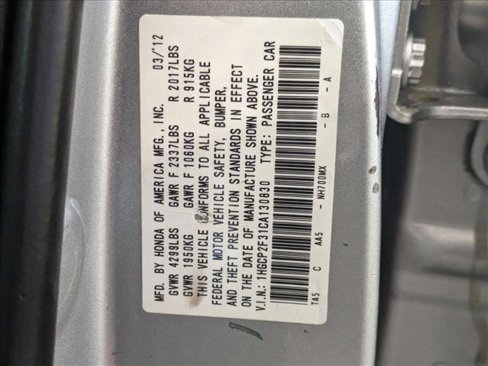 MFD. BY HONDA OF AMERICA MFG., INC. 03/12
GVWR 4299LBS GAWR F 2337LBS R 2017LBS
GVWR 1950KG GAWR F 1060KG R 915KG
THIS VEHICLE CONFORMS TO ALL APPLICABLE
FEDERAL MOTOR VEHICLE SAFETY, BUMPER,
AND THEFT PREVENTION STANDARDS IN EFFECT
ON THE DATE OF MANUFACTURE SHOWN ABOVE.
V.I.N.: 1HGCP2F31CA130830 TYPE: PASSENGER CAR
TA5 C AA5 - NH700MX - B - A